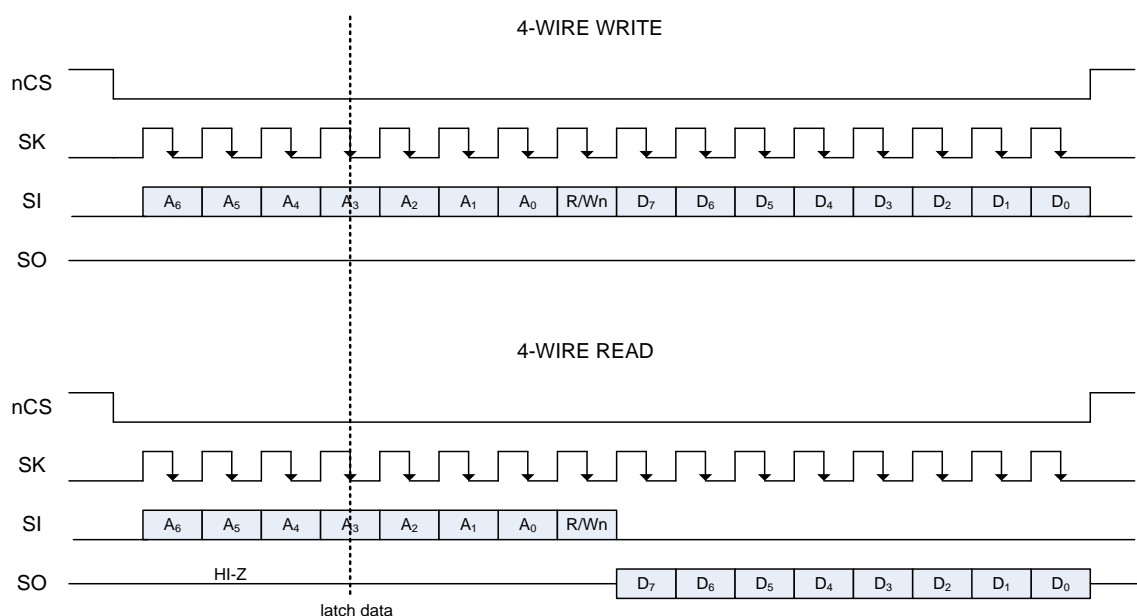 4-WIRE WRITE
nCS
SK
SI A6 A5 A4 A3 A2 A1 A0 R/Wn D7 D6 D5 D4 D3 D2 D1 D0
SO
4-WIRE READ
nCS
SK
SI A6 A5 A4 A3 A2 A1 A0 R/Wn
SO HI-Z D7 D6 D5 D4 D3 D2 D1 D0
latch data